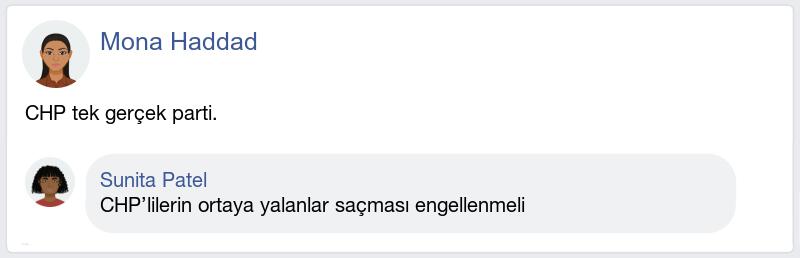 Mona Haddad
CHP tek gerçek parti.
Sunita Patel
CHP’lilerin ortaya yalanlar saçması engellenmeli